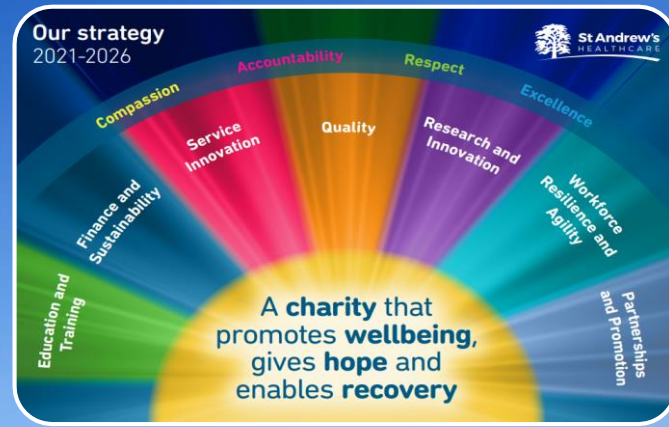 Our strategy
2021-2026
St Andrew's
HEALTHCARE
Compassion
Accountability
Respect
Excellence
Education and
Training
Finance and
Sustainability
Service
Innovation
Quality
Research and
Innovation
Workforce
Resilience and
Agility
Partnerships
and Promotion
A charity that
promotes wellbeing,
gives hope and
enables recovery